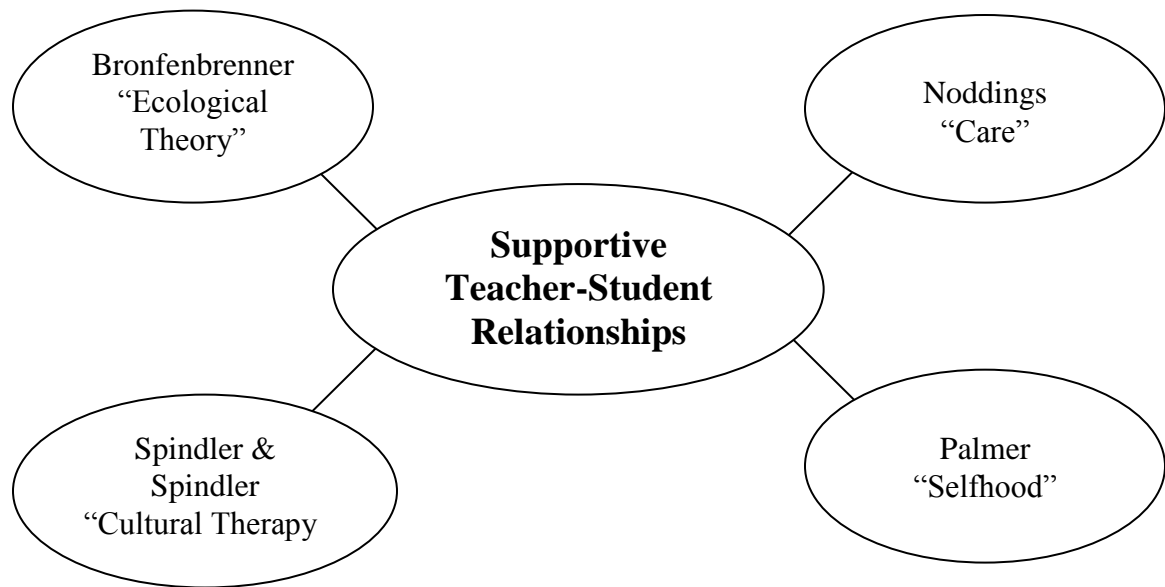 Bronfenbrenner
“Ecological
Theory”
Noddings
“Care”
Supportive
Teacher-Student
Relationships
Spindler &
Spindler
“Cultural Therapy
Palmer
“Selfhood”